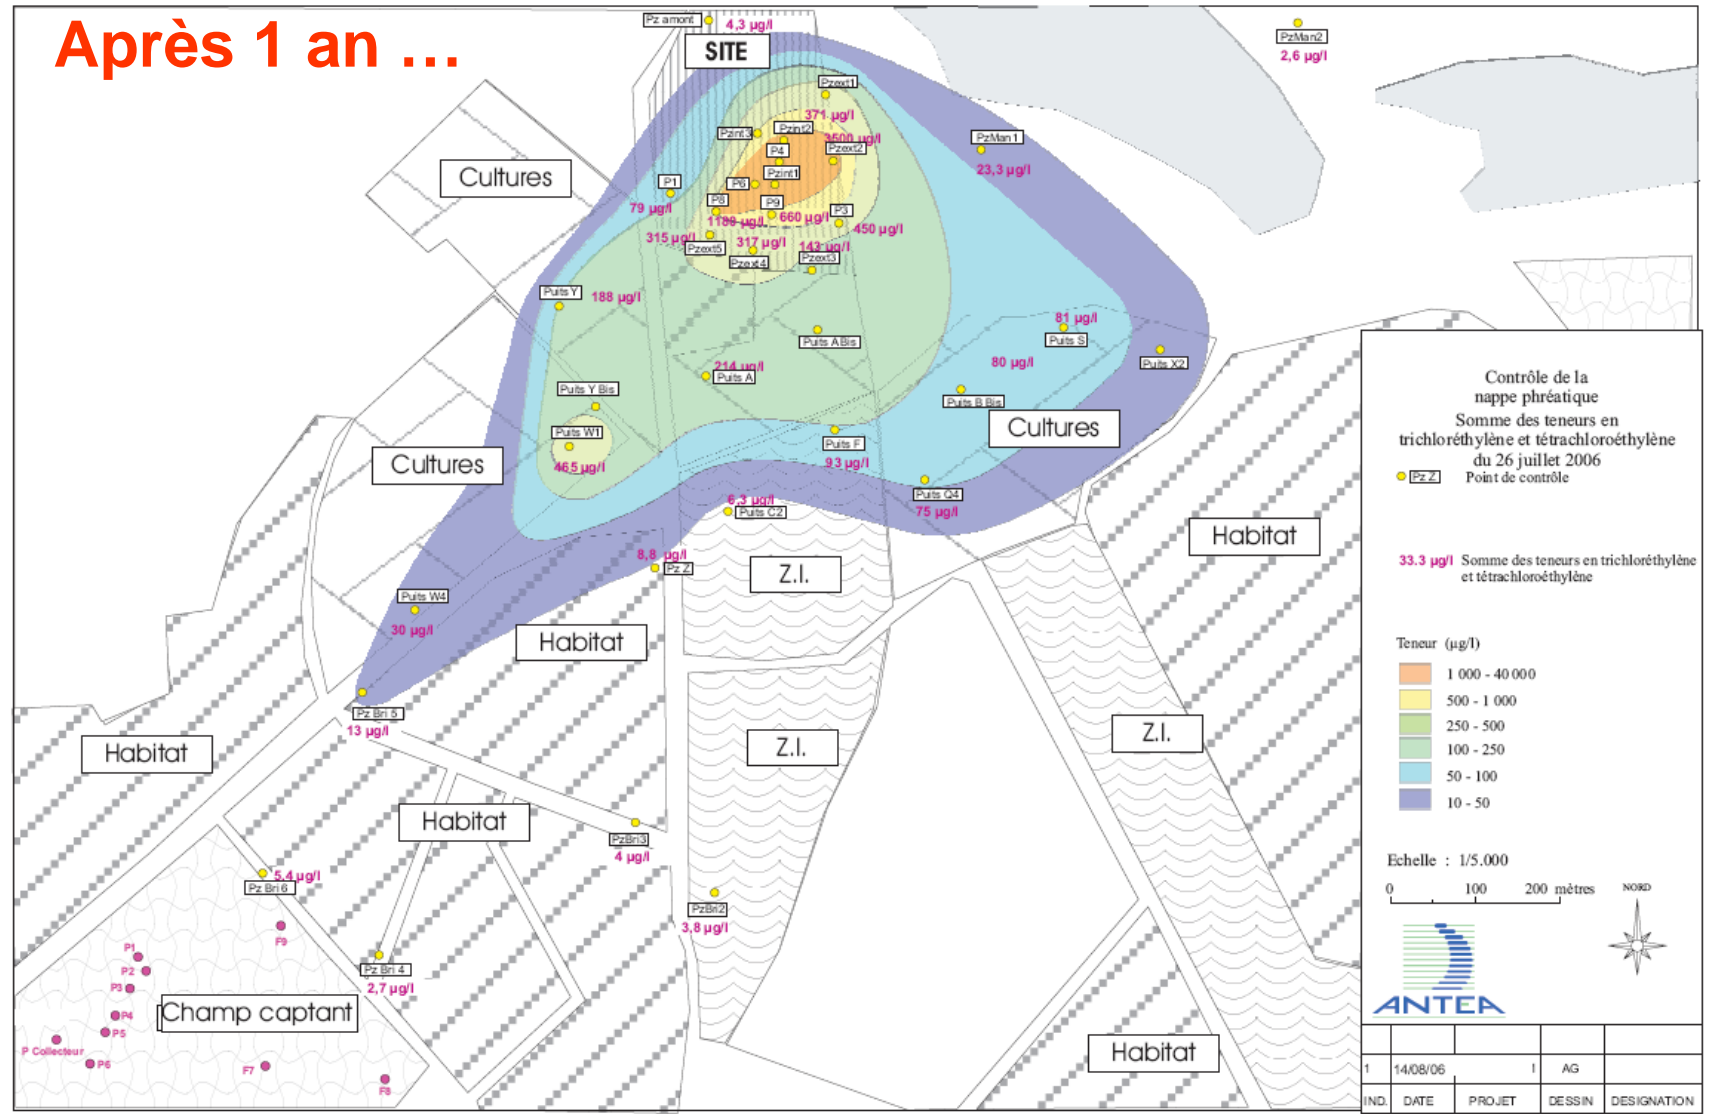 Après 1 an ...
Pz amont
4,3 µg/l
SITE
PzMan2
2,6 µg/l
Pzext1
371 µg/l
Pzint3
Pzint2
3500 µg/l
Pzext2
P4
PzMan1
23,3 µg/l
Cultures
P1
79 µg/l
P6
Pzint1
P8
P9
P3
660 µg/l
450 µg/l
315 µg/l
317 µg/l
143 µg/l
Pzext5
Pzext4
Pzext3
Puits Y
188 µg/l
81 µg/l
Puits S
Puits ABis
80 µg/l
Puits X2
214 µg/l
Puits A
Puits Y Bis
Puits B Bis
Cultures
Puits W1
465 µg/l
Puits F
93 µg/l
Cultures
Puits Q4
75 µg/l
6,3 µg/l
Puits C2
8,8 µg/l
Pz Z
Z.I.
Habitat
Puits W4
30 µg/l
Habitat
Pz Bri 5
13 µg/l
Habitat
Z.I.
Z.I.
Habitat
PzBri3
4 µg/l
5,4 µg/l
Pz Bri 6
PzBri2
3,8 µg/l
F9
P1
P2
P3
P4
P5
P Collecteur
P6
F7
F8
Champ captant
Pz Bri 4
2,7 µg/l
Habitat
Contrôle de la
nappe phréatique
Somme des teneurs en
trichloréthylène et tétrachloroéthylène
du 26 juillet 2006
Pz Z Point de contrôle
33.3 µg/l Somme des teneurs en trichloréthylène
et tétrachloroéthylène
Teneur (µg/l)
1 000 - 40 000
500 - 1 000
250 - 500
100 - 250
50 - 100
10 - 50
Echelle : 1/5.000
0 100 200 mètres
NORD
ANTEA
1 14/08/06 I AG
IND. DATE PROJET DESSIN DESIGNATION